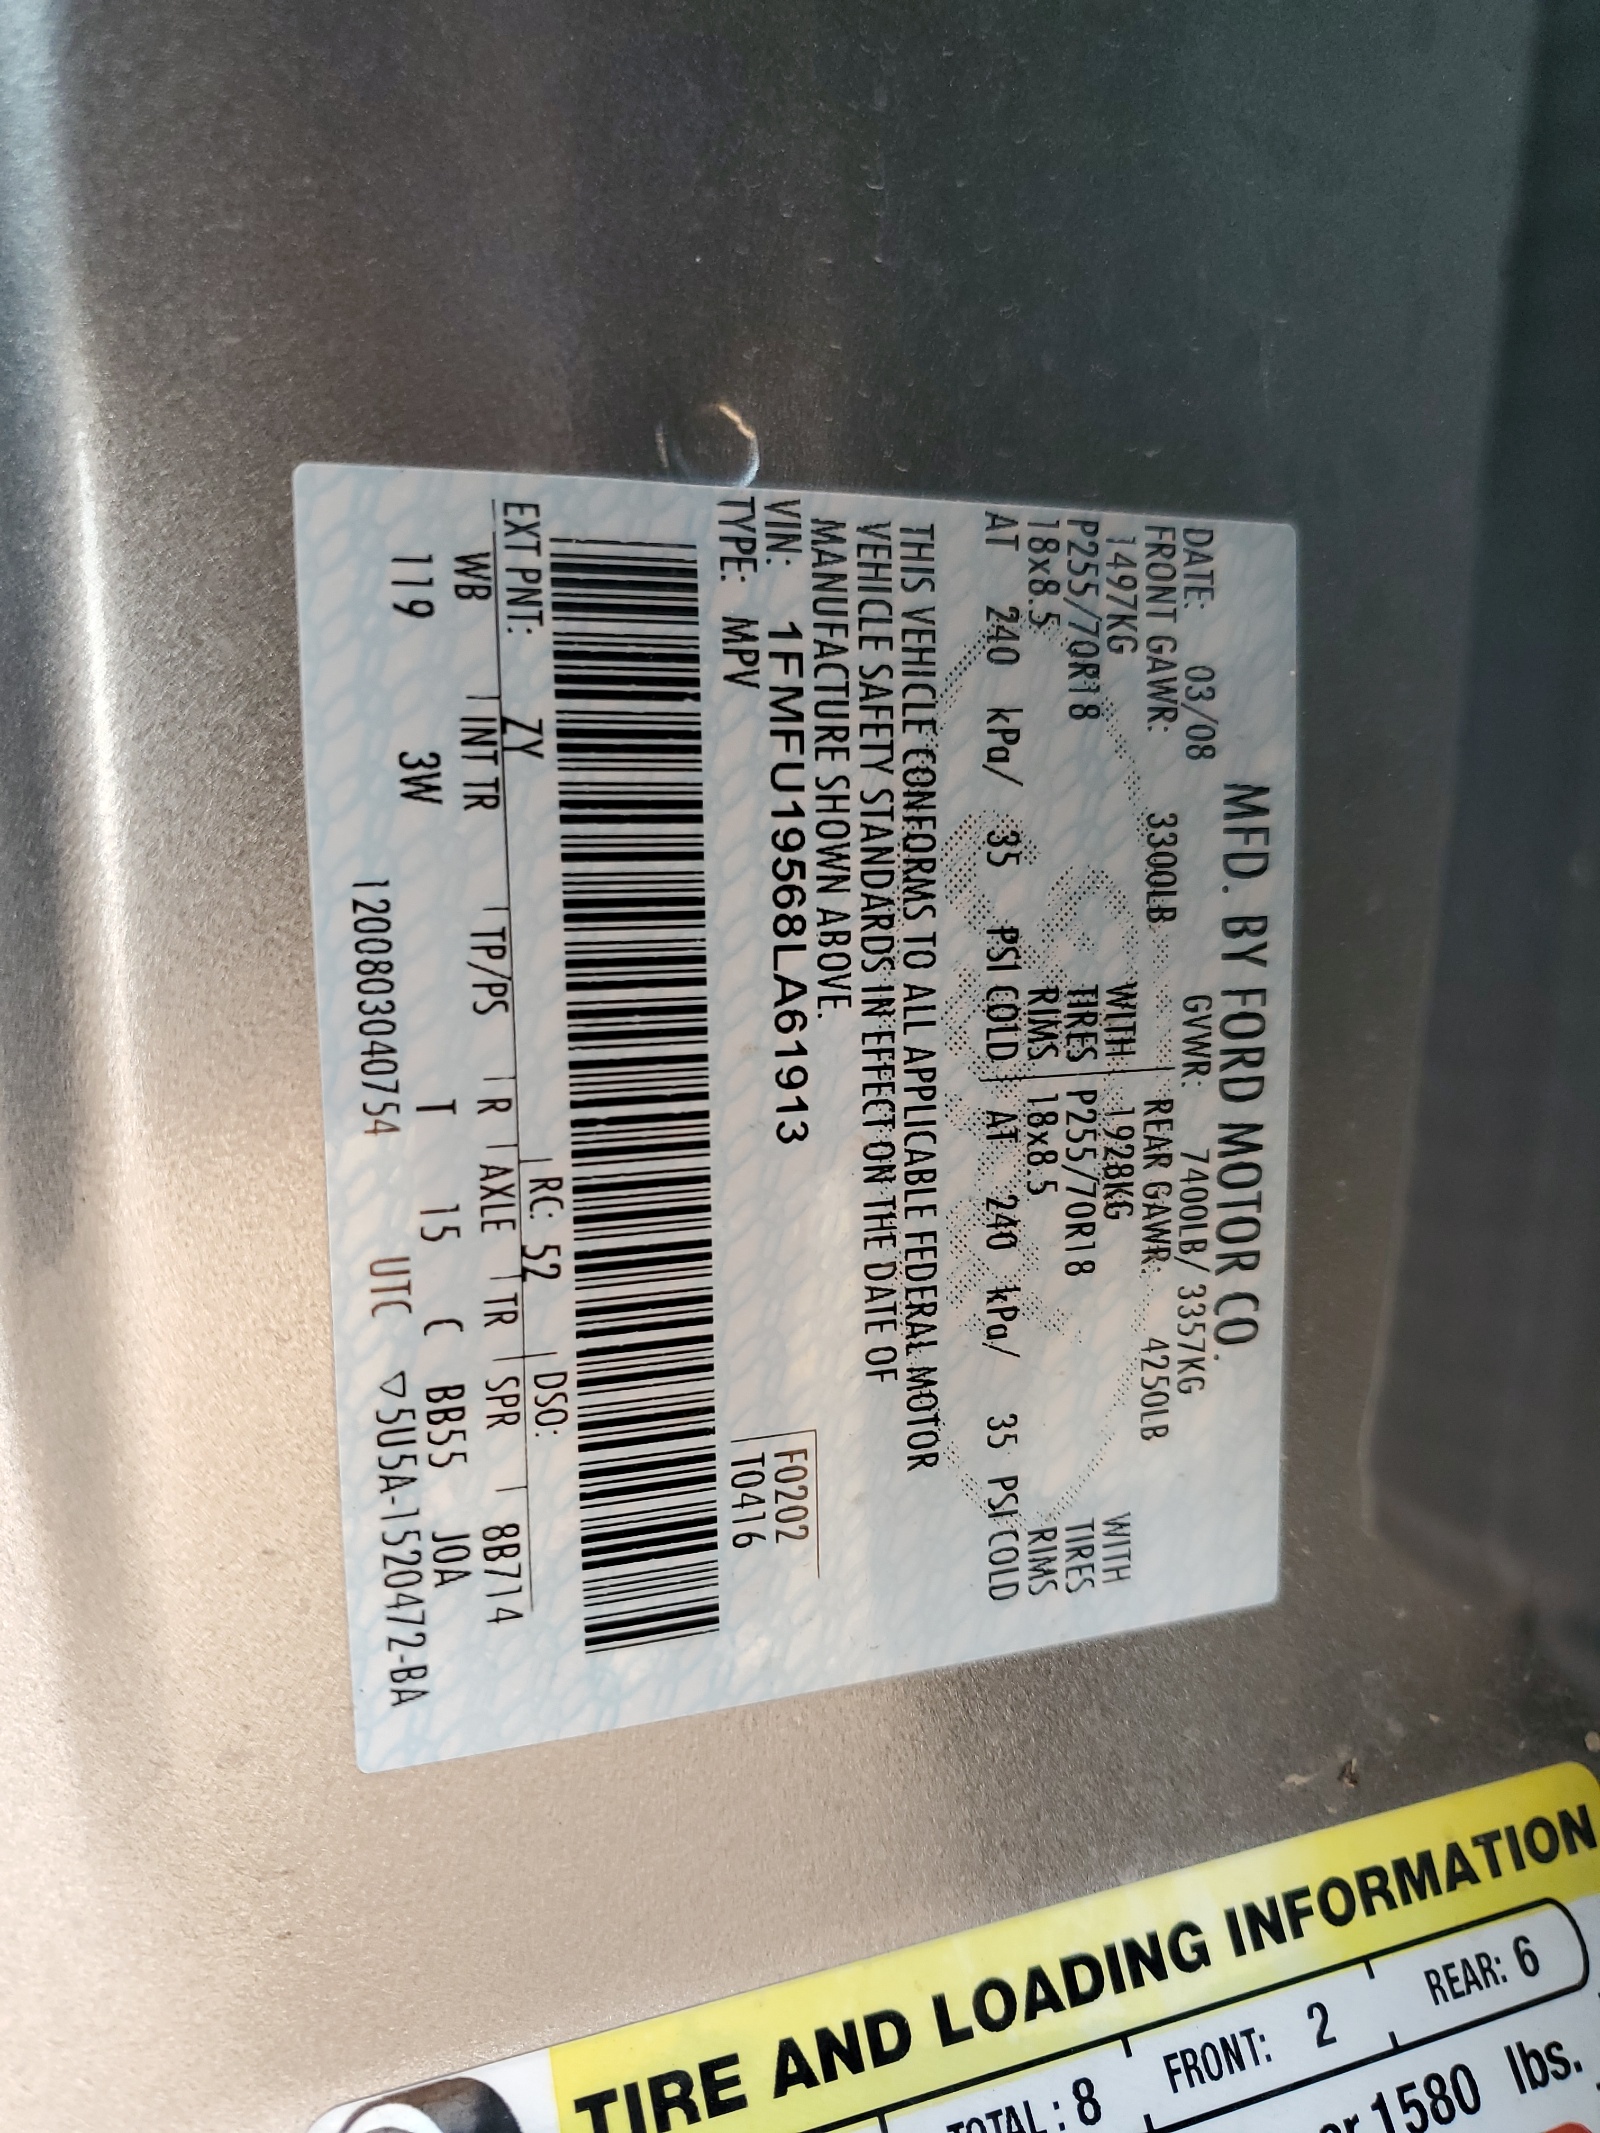 MFD. BY FORD MOTOR CO.
DATE: 03/08 GVWR: 7400LB/ 3357KG
FRONT GAWR: 3300LB REAR GAWR: 4250LB
1497KG WITH 1928KG WITH
P255/70R18 TIRES P255/70R18 TIRES
18x8.5 RIMS 18x8.5 RIMS
AT 240 kPa/ 35 PSI COLD AT 240 kPa/ 35 PSI COLD
THIS VEHICLE CONFORMS TO ALL APPLICABLE FEDERAL MOTOR
VEHICLE SAFETY STANDARDS IN EFFECT ON THE DATE OF
MANUFACTURE SHOWN ABOVE.
VIN: 1FMFU19568LA61913 F0202
TYPE: MPV T0416
EXT PNT: ZY RC: 52 DSO:
WB INT TR TP/PS R AXLE TR SPR 8B714
119 3W T 15 C BB55 J0A
120080304075​4 UTC ▽5U5A-1520472-BA
TIRE AND LOADING INFORMATION
TOTAL: 8 FRONT: 2 REAR: 6
or 1580 lbs.